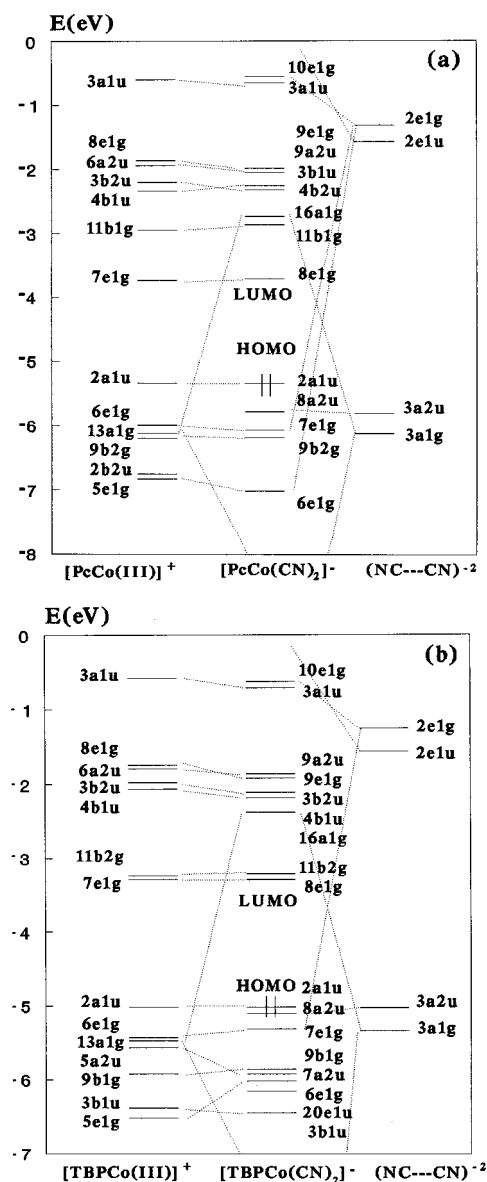 E(eV)
(a)
0
-1
-2
-3
-4
-5
-6
-7
-8
3a1u
8e1g
6a2u
3b2u
4b1u
11b1g
7e1g
2a1u
6e1g
13a1g
9b2g
2b2u
5e1g
10e1g
3a1u
9e1g
9a2u
3b1u
4b2u
16a1g
11b1g
8e1g
LUMO
HOMO
2a1u
8a2u
7e1g
9b2g
6e1g
2e1g
2e1u
3a2u
3a1g
[PcCo(III)]⁺ [PcCo(CN)₂]⁻ (NC---CN)⁻²
E(eV)
(b)
0
-1
-2
-3
-4
-5
-6
-7
3a1u
8e1g
6a2u
3b2u
4b1u
11b2g
7e1g
2a1u
6e1g
13a1g
5a2u
9b1g
3b1u
5e1g
10e1g
3a1u
9a2u
9e1g
3b2u
4b1u
16a1g
11b2g
8e1g
LUMO
HOMO
2a1u
8a2u
7e1g
9b1g
7a2u
6e1g
20e1u
3b1u
2e1g
2e1u
3a2u
3a1g
[TBPCo(III)]⁺ [TBPCo(CN)₂]⁻ (NC---CN)⁻²